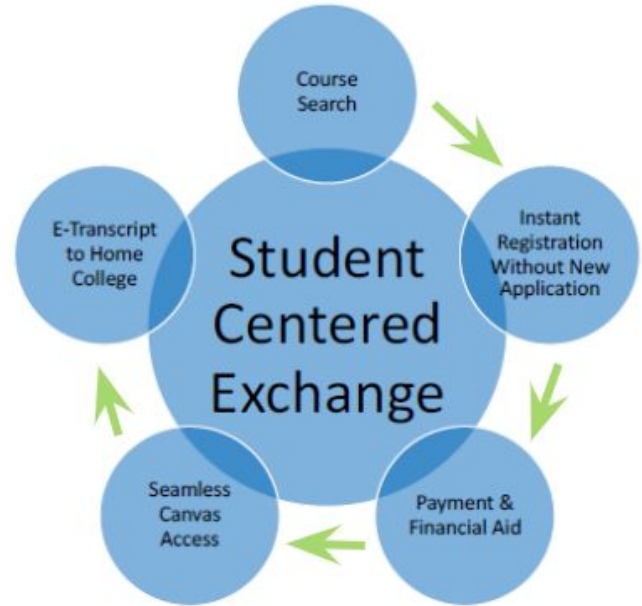 Course
Search
Instant
Registration
Without New
Application
Payment &
Financial Aid
Seamless
Canvas
Access
E-Transcript
to Home
College
Student
Centered
Exchange